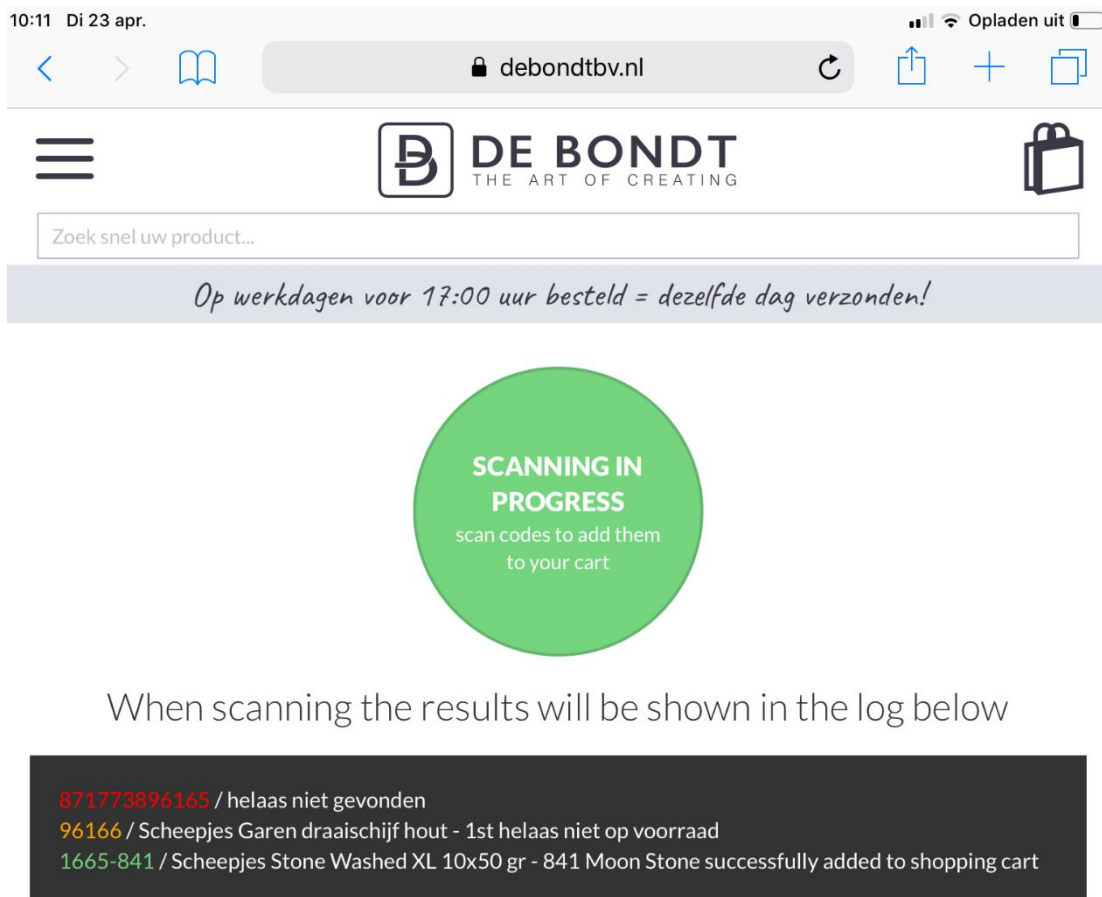 10:11 Di 23 apr.
Opladen uit
debondtbv.nl
DE BONDT
THE ART OF CREATING
Zoek snel uw product...
Op werkdagen voor 17:00 uur besteld = dezelfde dag verzonden!
SCANNING IN
PROGRESS
scan codes to add them
to your cart
When scanning the results will be shown in the log below
871773896165 / helaas niet gevonden
96166 / Scheepjes Garen draaischijf hout - 1st helaas niet op voorraad
1665-841 / Scheepjes Stone Washed XL 10x50 gr - 841 Moon Stone successfully added to shopping cart